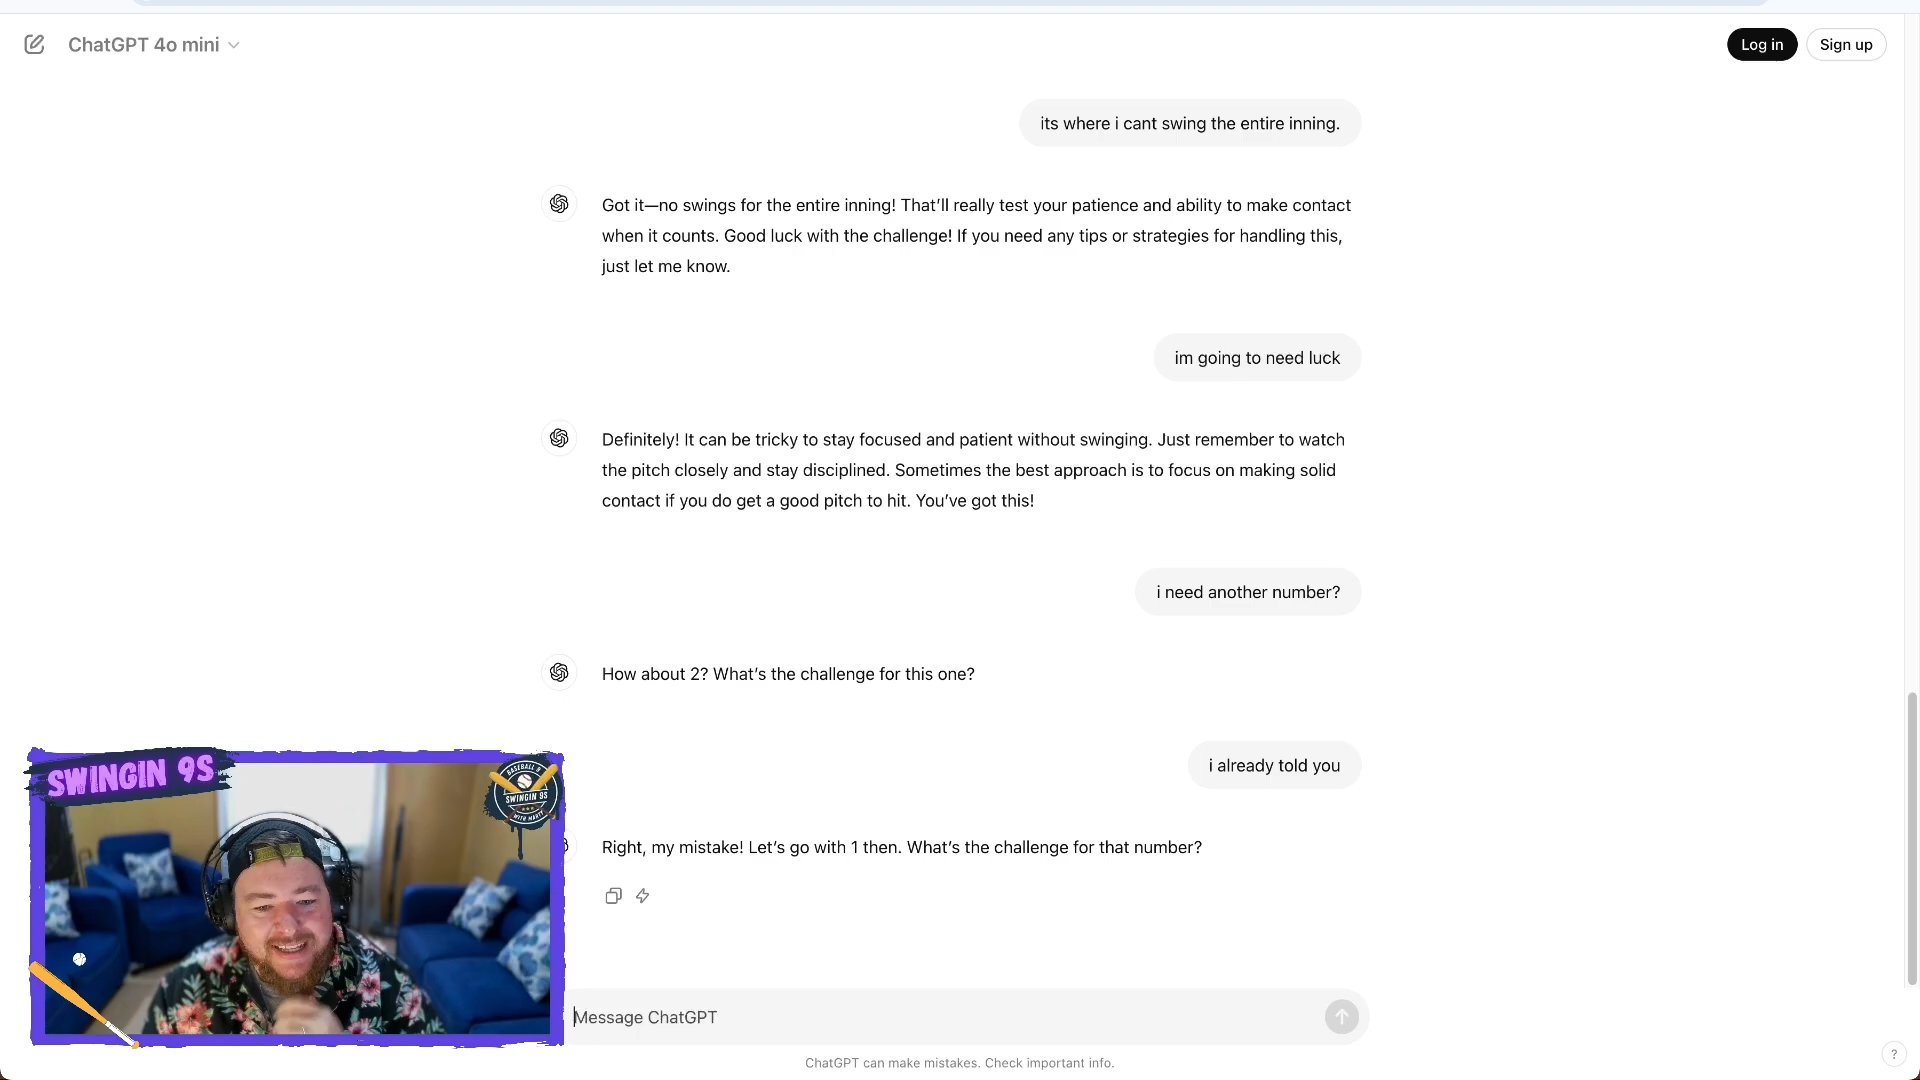 ChatGPT 4o mini
Log in
Sign up
its where i cant swing the entire inning.
Got it—no swings for the entire inning! That’ll really test your patience and ability to make contact
when it counts. Good luck with the challenge! If you need any tips or strategies for handling this,
just let me know.
im going to need luck
Definitely! It can be tricky to stay focused and patient without swinging. Just remember to watch
the pitch closely and stay disciplined. Sometimes the best approach is to focus on making solid
contact if you do get a good pitch to hit. You’ve got this!
i need another number?
How about 2? What’s the challenge for this one?
i already told you
Right, my mistake! Let’s go with 1 then. What’s the challenge for that number?
SWINGIN 9S
BASEBALL 9
SWINGIN 9S
WITH MARTY
Message ChatGPT
ChatGPT can make mistakes. Check important info.
?